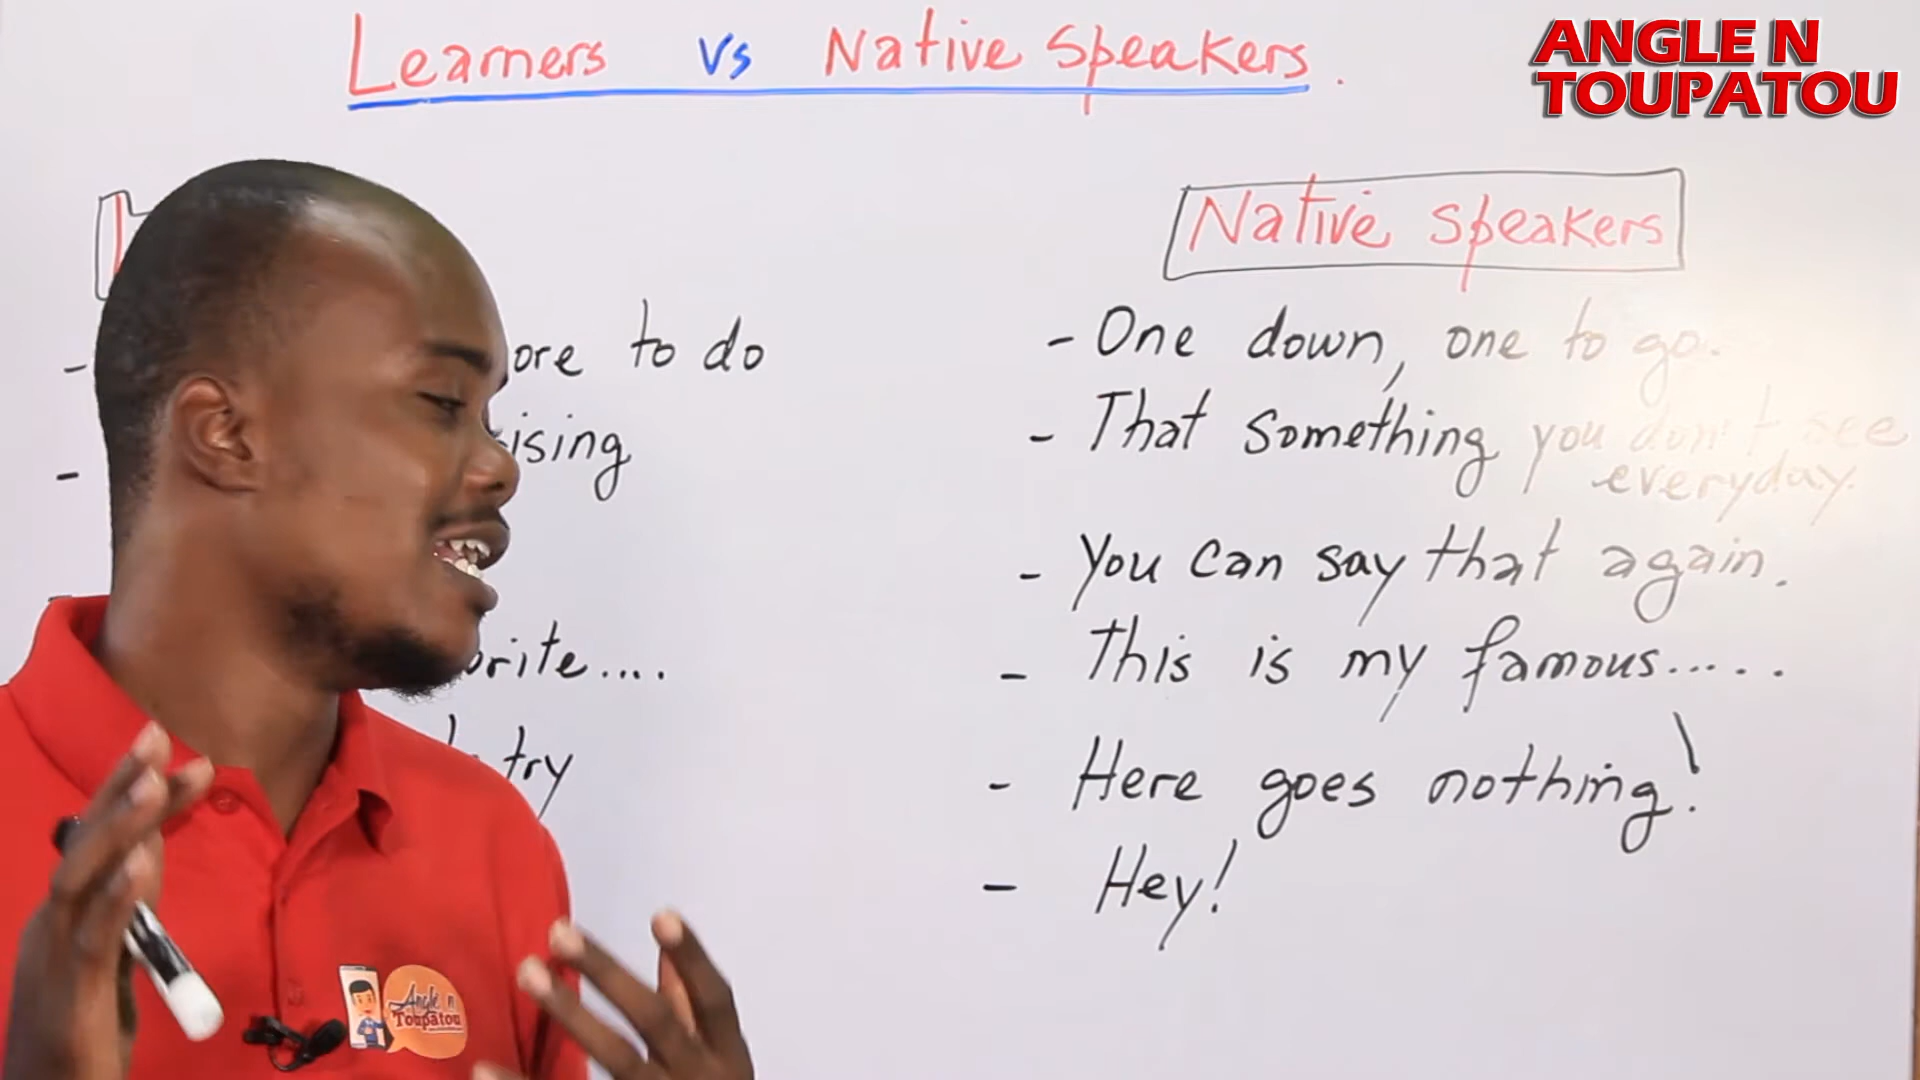 Learners vs Native Speakers.
ANGLE N
TOUPATOU
Native speakers
- ore to do
- ising
orite....
try
- One down, one to go.
- That something you don't see
everyday.
- You can say that again.
- This is my famous.....
- Here goes nothing!
- Hey!
Angle n
Toupatou